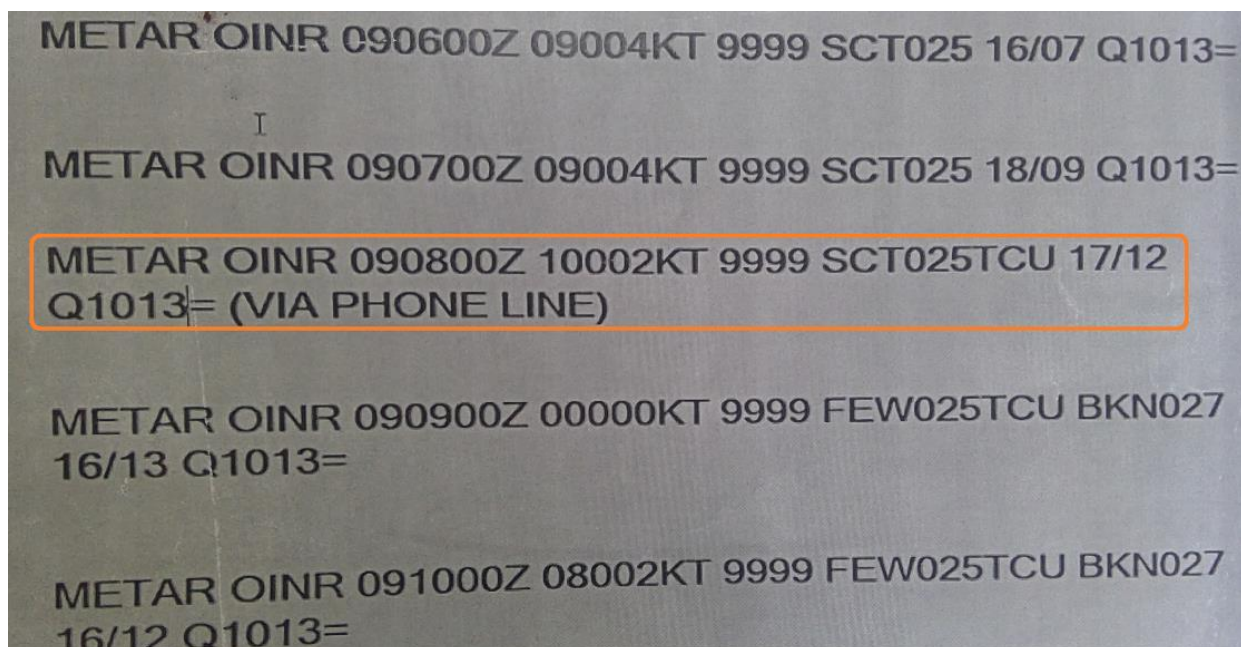 METAR OINR 090600Z 09004KT 9999 SCT025 16/07 Q1013=
METAR OINR 090700Z 09004KT 9999 SCT025 18/09 Q1013=
METAR OINR 090800Z 10002KT 9999 SCT025TCU 17/12
Q1013= (VIA PHONE LINE)
METAR OINR 090900Z 00000KT 9999 FEW025TCU BKN027
16/13 Q1013=
METAR OINR 091000Z 08002KT 9999 FEW025TCU BKN027
16/12 Q1013=